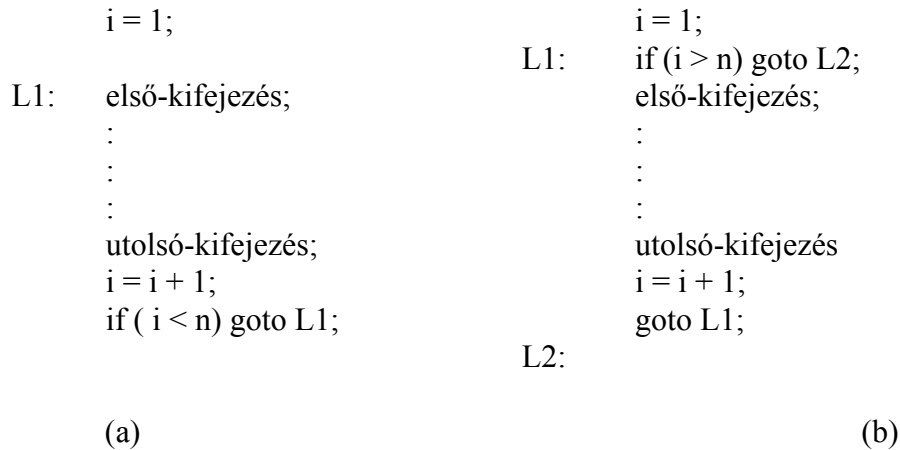 i = 1;
L1: első-kifejezés;
:
:
:
utolsó-kifejezés;
i = i + 1;
if ( i < n) goto L1;
(a)
i = 1;
L1: if (i > n) goto L2;
első-kifejezés;
:
:
:
utolsó-kifejezés
i = i + 1;
goto L1;
L2:
(b)